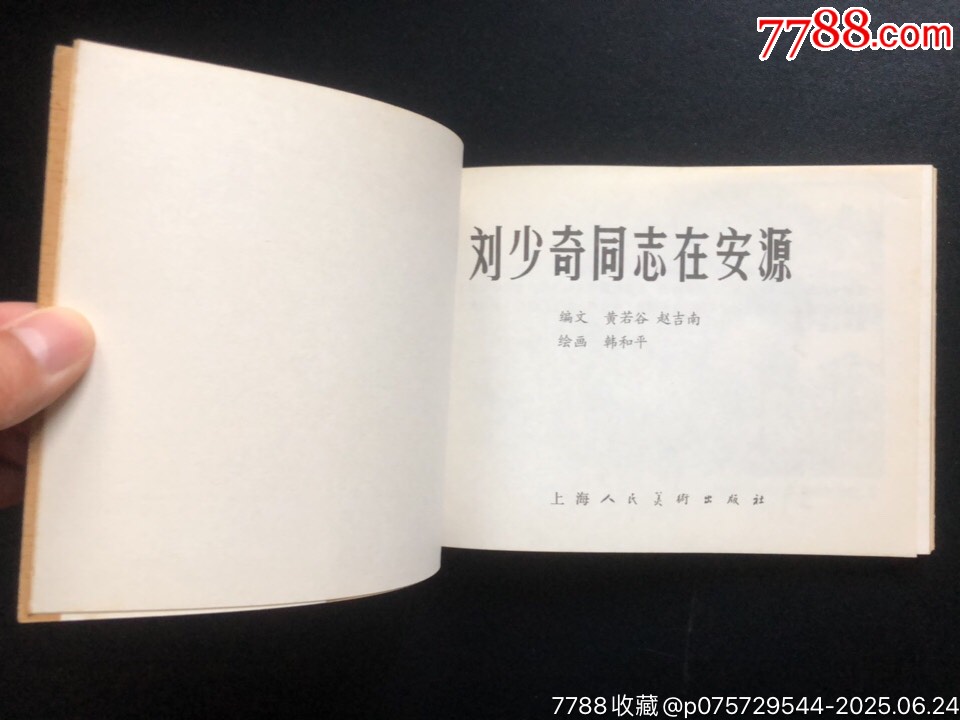 7788.com
刘少奇同志在安源
编文 黄若谷 赵吉南
绘画 韩和平
上海人民美術出版社
7788收藏@p075729544-2025.06.24